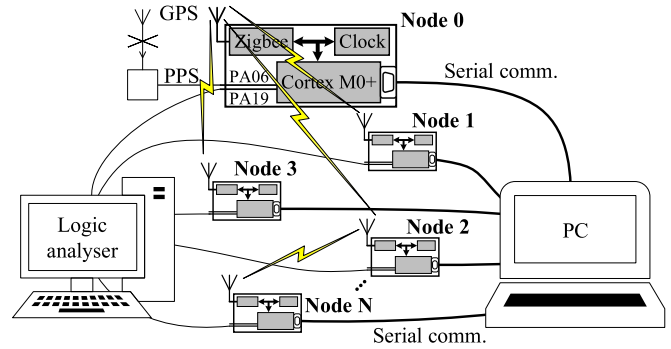 GPS
Node 0
Zigbee
Clock
PPS
PA06
Cortex M0+
PA19
Serial comm.
Node 1
Node 3
Node 2
Logic
analyser
PC
Node N
Serial comm.